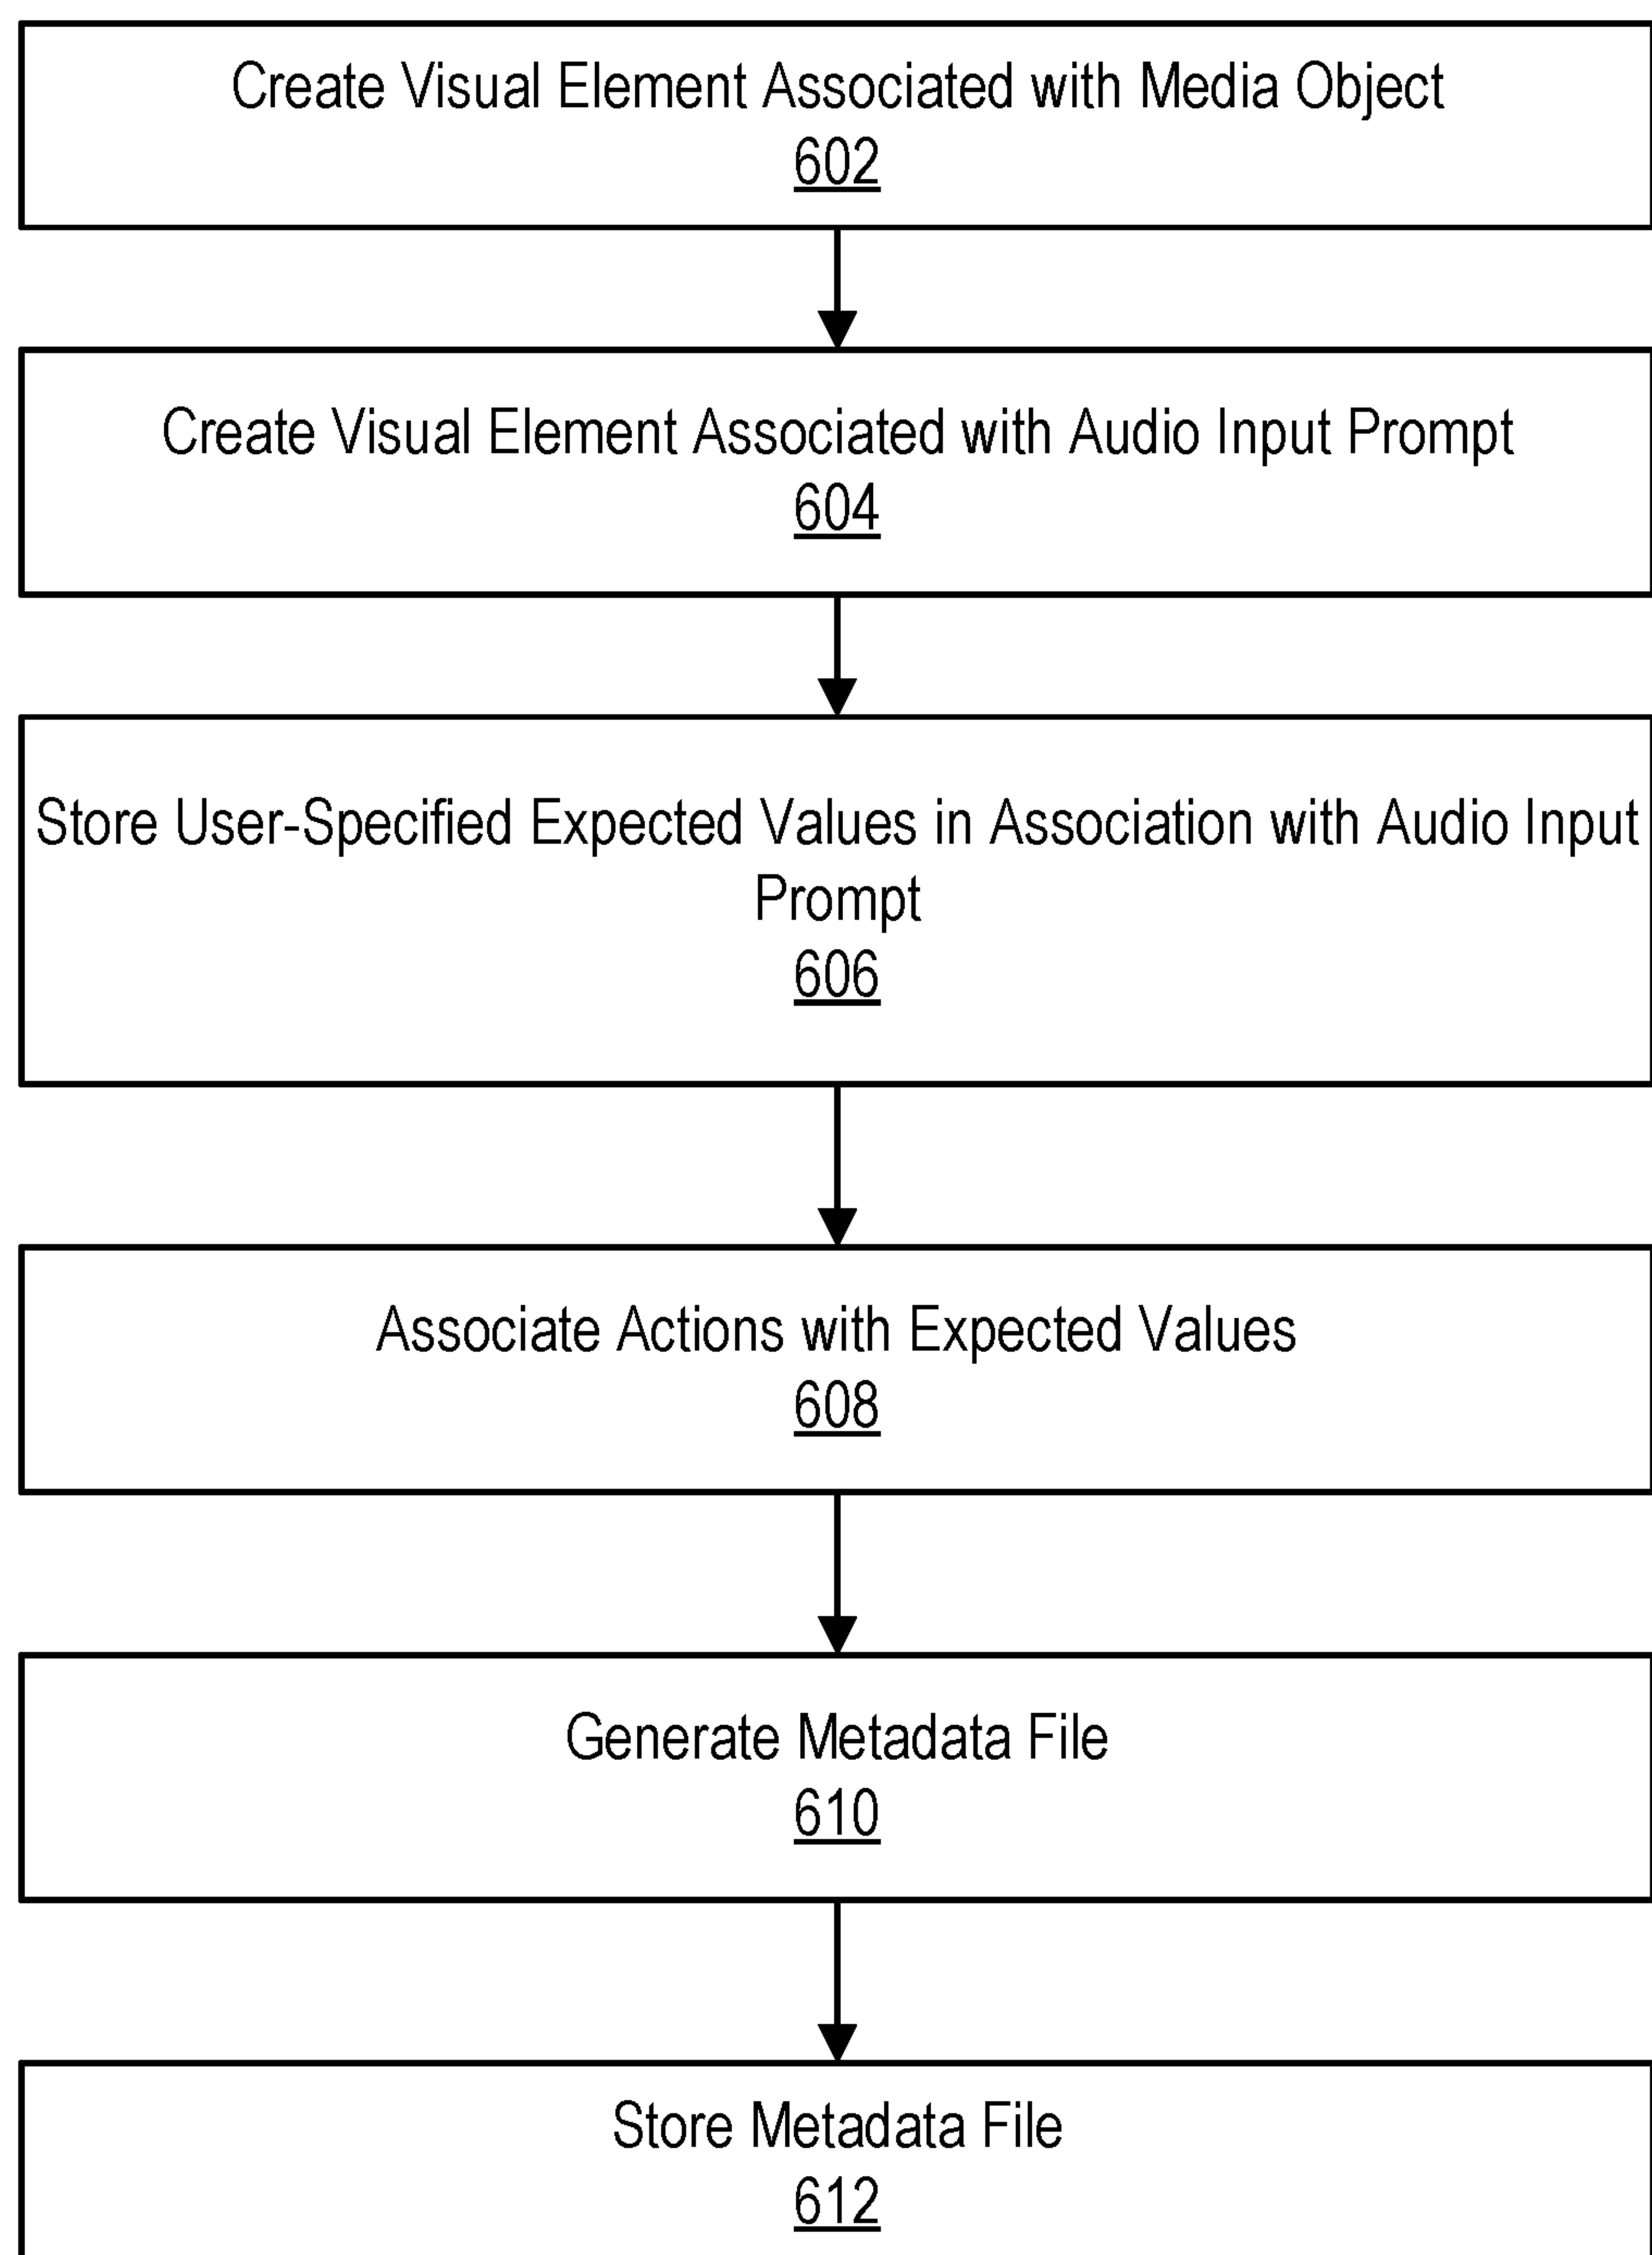 Create Visual Element Associated with Media Object
602
Create Visual Element Associated with Audio Input Prompt
604
Store User-Specified Expected Values in Association with Audio Input
Prompt
606
Associate Actions with Expected Values
608
Generate Metadata File
610
Store Metadata File
612